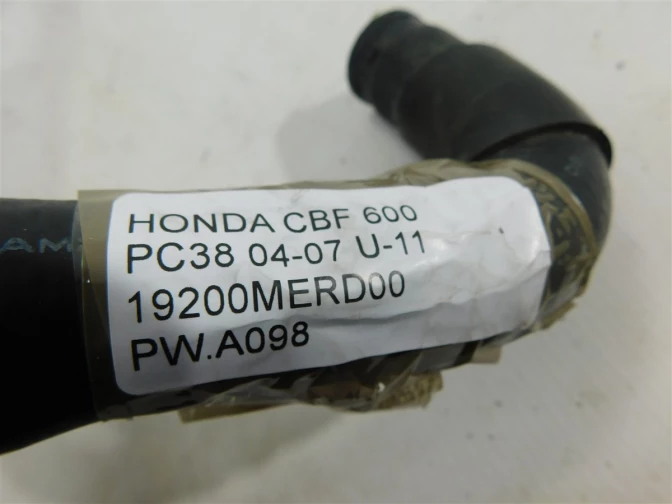 HONDA CBF 600
PC38 04-07 U-11
19200MERD00
PW.A098